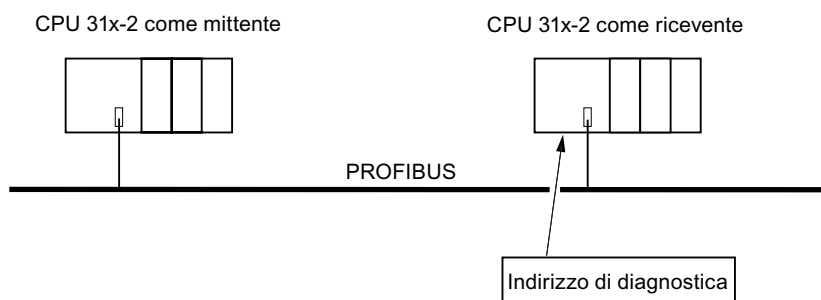 CPU 31x-2 come mittente
CPU 31x-2 come ricevente
PROFIBUS
Indirizzo di diagnostica